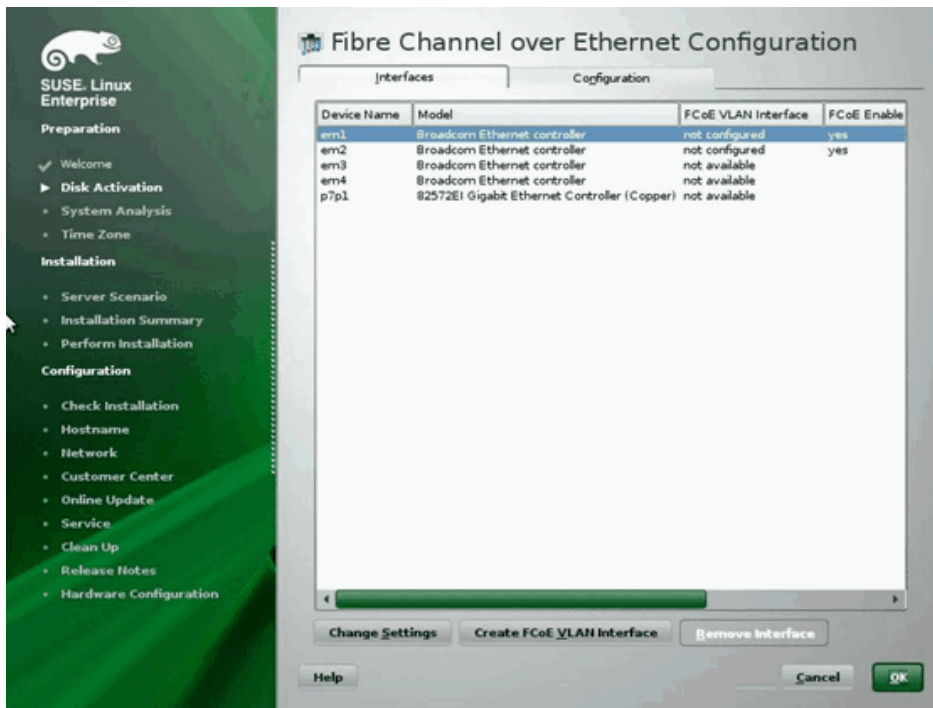 SUSE. Linux
Enterprise
Preparation
Welcome
Disk Activation
System Analysis
Time Zone
Installation
Server Scenario
Installation Summary
Perform Installation
Configuration
Check Installation
Hostname
Network
Customer Center
Online Update
Service
Clean Up
Release Notes
Hardware Configuration
Fibre Channel over Ethernet Configuration
Interfaces Configuration
Device Name Model FCoE VLAN Interface FCoE Enable
em1 Broadcom Ethernet controller not configured yes
em2 Broadcom Ethernet controller not configured yes
em3 Broadcom Ethernet controller not available
em4 Broadcom Ethernet controller not available
p7p1 82572EI Gigabit Ethernet Controller (Copper) not available
Change Settings Create FCoE VLAN Interface Remove Interface
Help Cancel OK